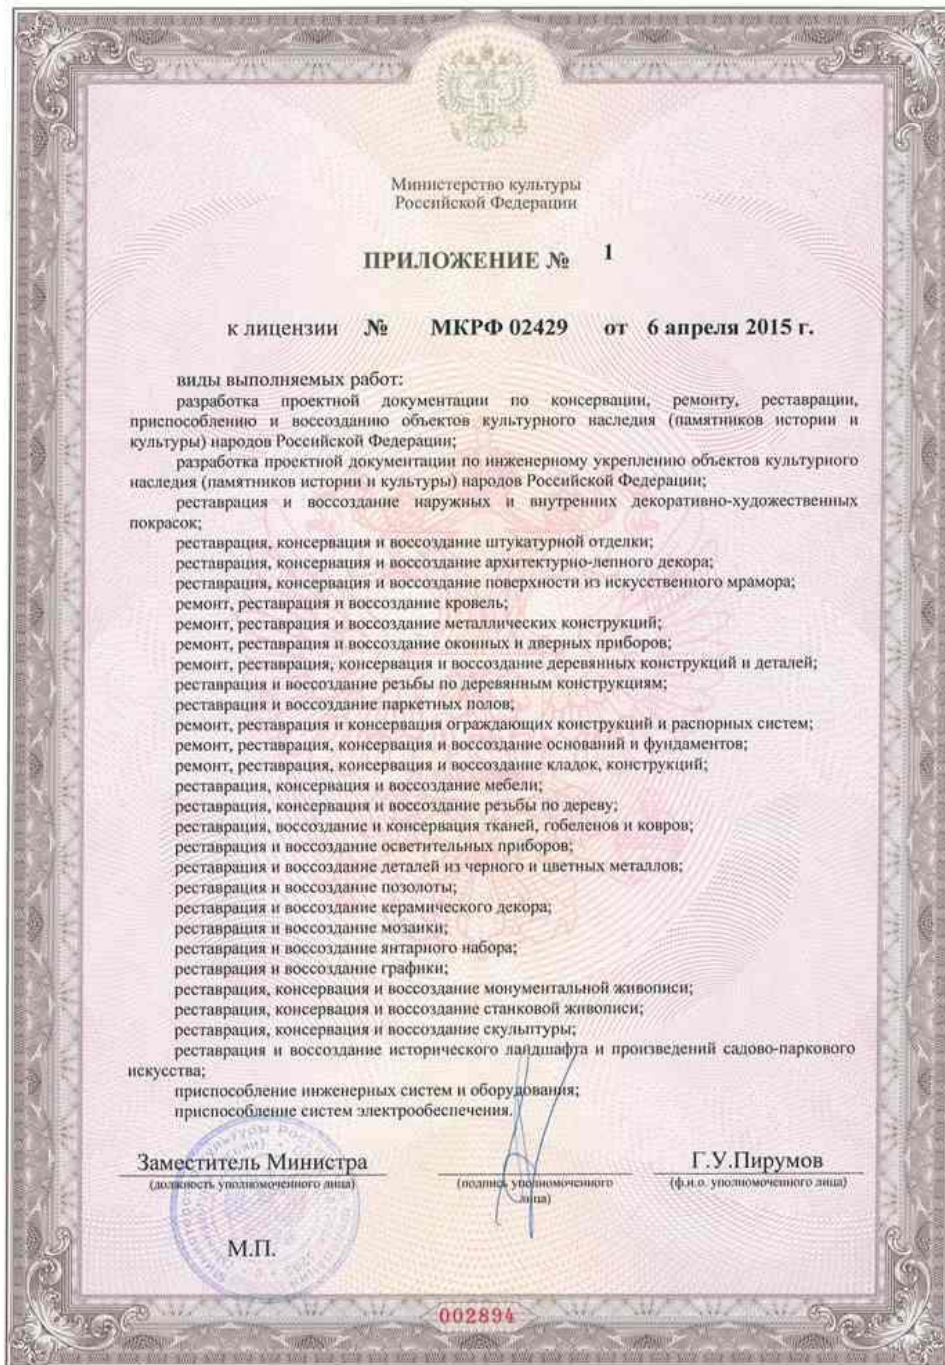 Министерство культуры
Российской Федерации
ПРИЛОЖЕНИЕ № 1
к лицензии № МКРФ 02429 от 6 апреля 2015 г.
виды выполняемых работ:
разработка проектной документации по консервации, ремонту, реставрации,
приспособлению и воссозданию объектов культурного наследия (памятников истории и
культуры) народов Российской Федерации;
разработка проектной документации по инженерному укреплению объектов культурного
наследия (памятников истории и культуры) народов Российской Федерации;
реставрация и воссоздание наружных и внутренних декоративно-художественных
покрасок;
реставрация, консервация и воссоздание штукатурной отделки;
реставрация, консервация и воссоздание архитектурно-лепного декора;
реставрация, консервация и воссоздание поверхности из искусственного мрамора;
ремонт, реставрация и воссоздание кровель;
ремонт, реставрация и воссоздание металлических конструкций;
ремонт, реставрация и воссоздание оконных и дверных приборов;
ремонт, реставрация, консервация и воссоздание деревянных конструкций и деталей;
реставрация и воссоздание резьбы по деревянным конструкциям;
реставрация и воссоздание паркетных полов;
ремонт, реставрация и консервация ограждающих конструкций и распорных систем;
ремонт, реставрация, консервация и воссоздание оснований и фундаментов;
ремонт, реставрация, консервация и воссоздание кладок, конструкций;
реставрация, консервация и воссоздание мебели;
реставрация, консервация и воссоздание резьбы по дереву;
реставрация, воссоздание и консервация тканей, гобеленов и ковров;
реставрация и воссоздание осветительных приборов;
реставрация и воссоздание деталей из черного и цветных металлов;
реставрация и воссоздание позолоты;
реставрация и воссоздание керамического декора;
реставрация и воссоздание мозаики;
реставрация и воссоздание янтарного набора;
реставрация и воссоздание графики;
реставрация, консервация и воссоздание монументальной живописи;
реставрация, консервация и воссоздание станковой живописи;
реставрация, консервация и воссоздание скульптуры;
реставрация и воссоздание исторического ландшафта и произведений садово-паркового
искусства;
приспособление инженерных систем и оборудования;
приспособление систем электрообеспечения.
Заместитель Министра Г.У.Пирумов
(должность уполномоченного лица) (подпись уполномоченного (ф.и.о. уполномоченного лица)
лица)
М.П.
002894